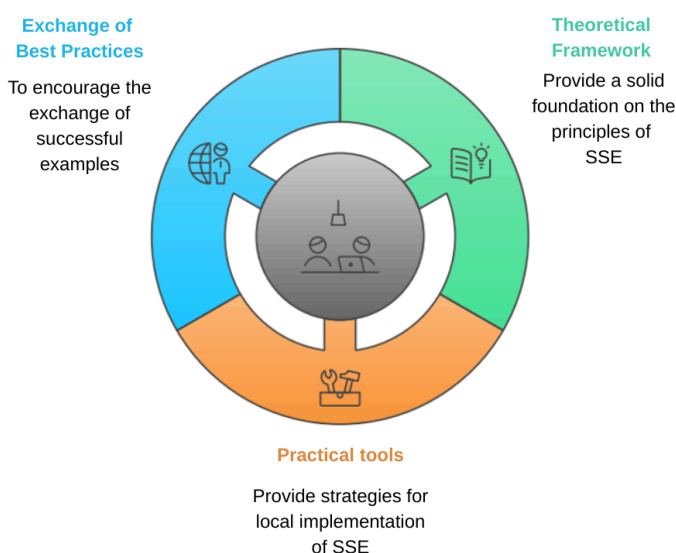 Exchange of
Best Practices
To encourage the
exchange of
successful
examples
Theoretical
Framework
Provide a solid
foundation on the
principles of
SSE
Practical tools
Provide strategies for
local implementation
of SSE